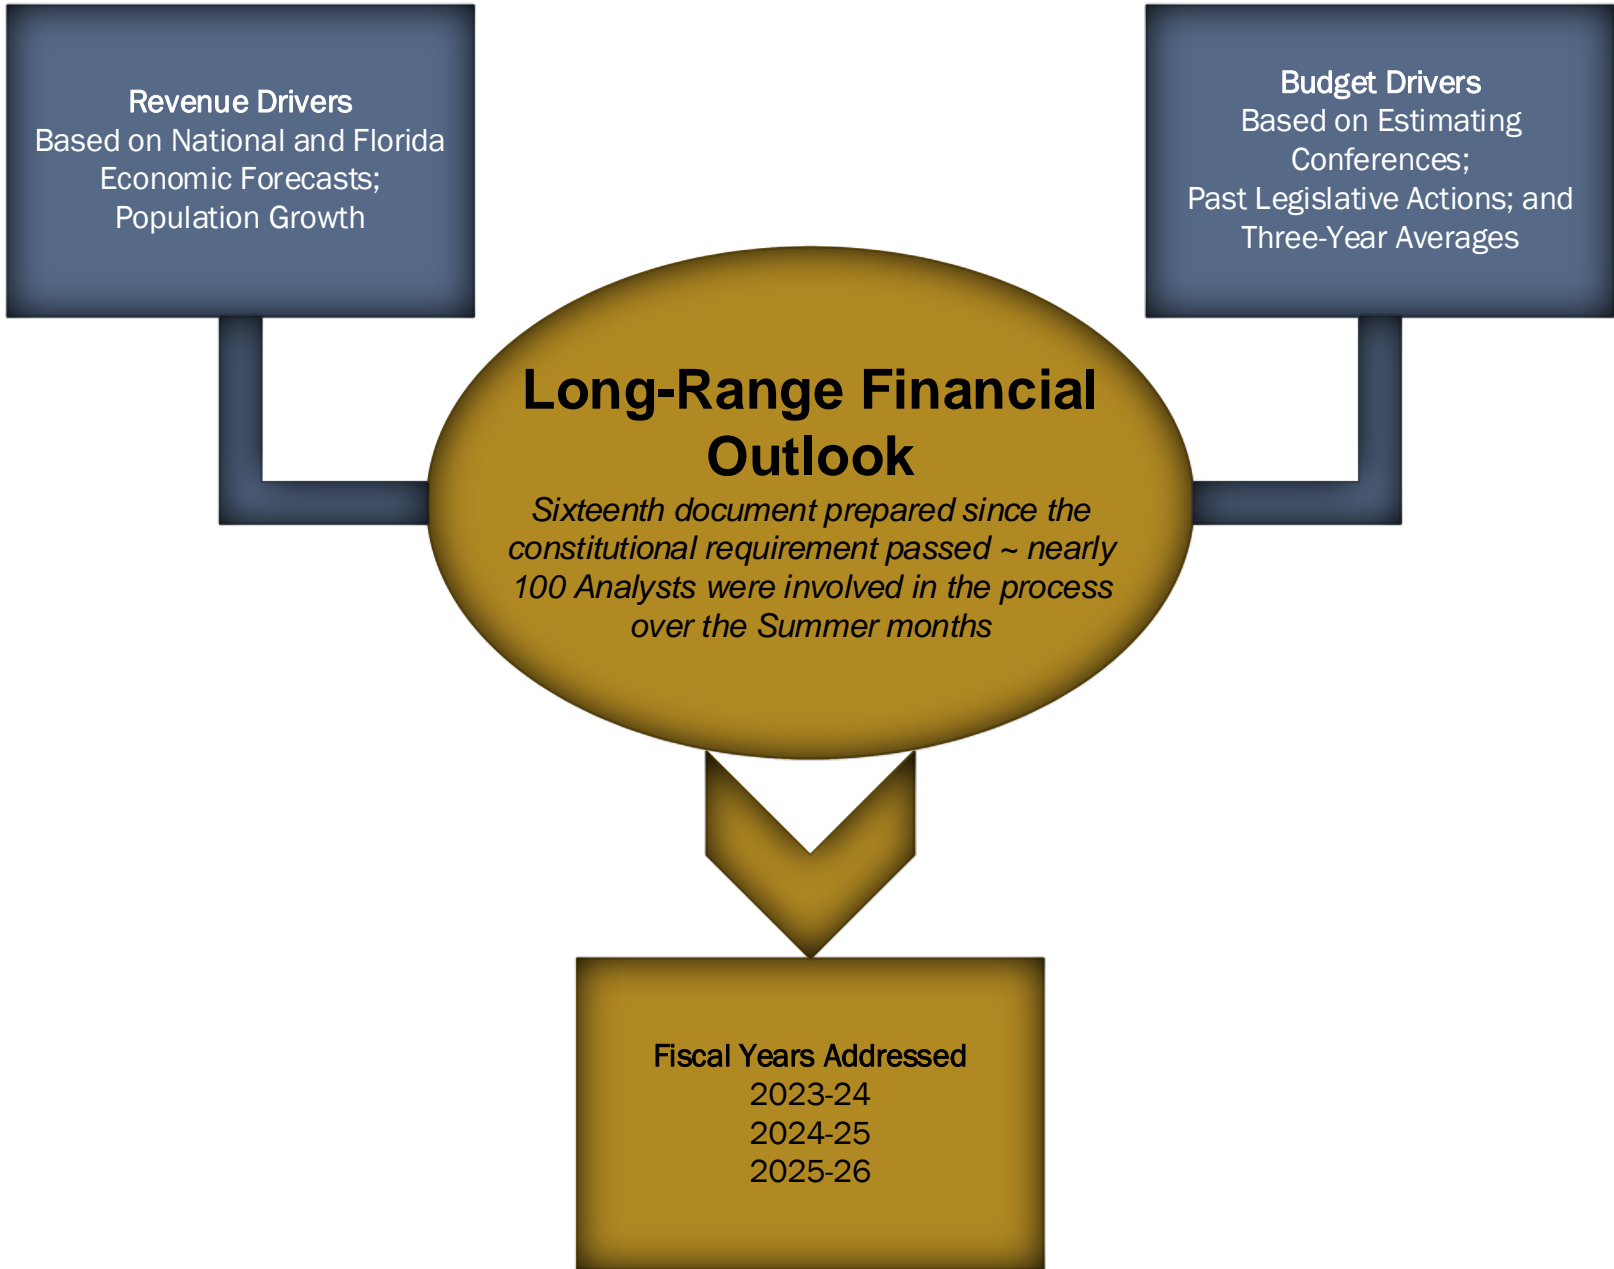 Revenue Drivers
Based on National and Florida
Economic Forecasts;
Population Growth
Budget Drivers
Based on Estimating
Conferences;
Past Legislative Actions; and
Three-Year Averages
Long-Range Financial
Outlook
Sixteenth document prepared since the
constitutional requirement passed ~ nearly
100 Analysts were involved in the process
over the Summer months
Fiscal Years Addressed
2023-24
2024-25
2025-26